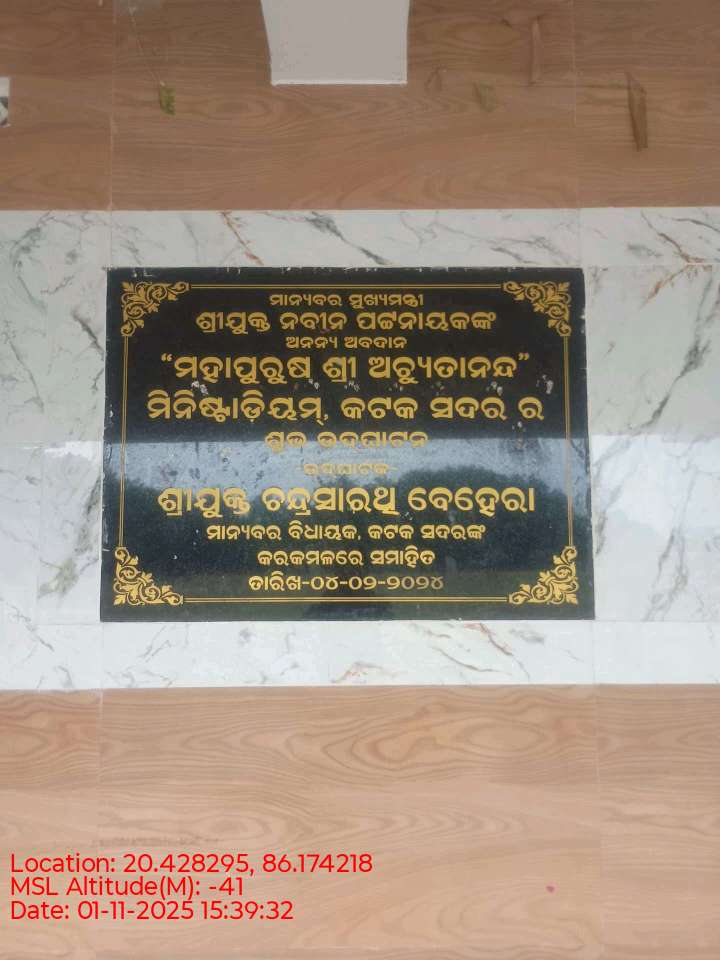 ମାନ୍ୟବର ମୁଖ୍ୟମନ୍ତ୍ରୀ
ଶ୍ରୀଯୁକ୍ତ ନବୀନ ପଟ୍ଟନାୟକଙ୍କ
ଅନନ୍ୟ ଅବଦାନ
“ମହାପୁରୁଷ ଶ୍ରୀ ଅଚ୍ୟୁତାନନ୍ଦ”
ମିନିଷ୍ଟାଡ଼ିୟମ୍, କଟକ ସଦର ର
ଶୁଭ ଉଦ୍‌ଘାଟନ
-ଉଦଘାଟକ-
ଶ୍ରୀଯୁକ୍ତ ଚନ୍ଦ୍ରସାରଥି ବେହେରା
ମାନ୍ୟବର ବିଧାୟକ, କଟକ ସଦରଙ୍କ
କରକମଳରେ ସମାହିତ
ତାରିଖ-୦୪-୦୨-୨୦୨୪
Location: 20.428295, 86.174218
MSL Altitude(M): -41
Date: 01-11-2025 15:39:32